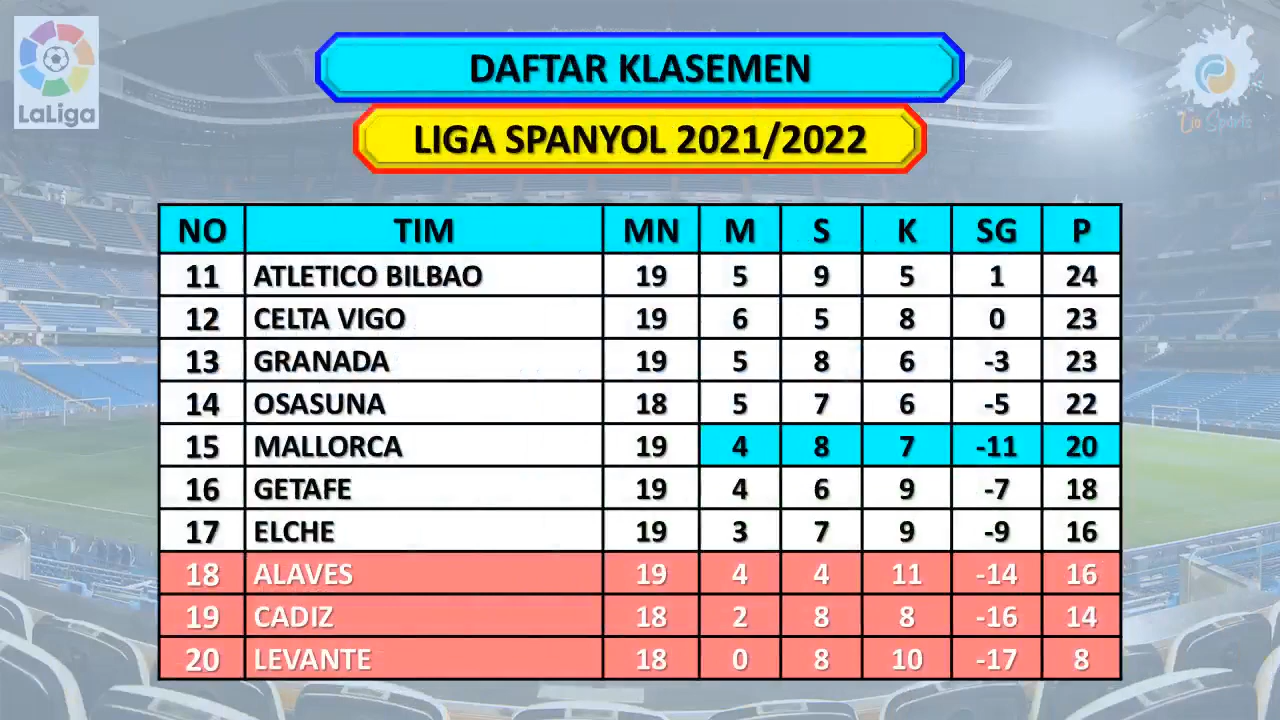 LaLiga
DAFTAR KLASEMEN
Lio Sports
LIGA SPANYOL 2021/2022
NO TIM MN M S K SG P
11 ATLETICO BILBAO 19 5 9 5 1 24
12 CELTA VIGO 19 6 5 8 0 23
13 GRANADA 19 5 8 6 -3 23
14 OSASUNA 18 5 7 6 -5 22
15 MALLORCA 19 4 8 7 -11 20
16 GETAFE 19 4 6 9 -7 18
17 ELCHE 19 3 7 9 -9 16
18 ALAVES 19 4 4 11 -14 16
19 CADIZ 18 2 8 8 -16 14
20 LEVANTE 18 0 8 10 -17 8